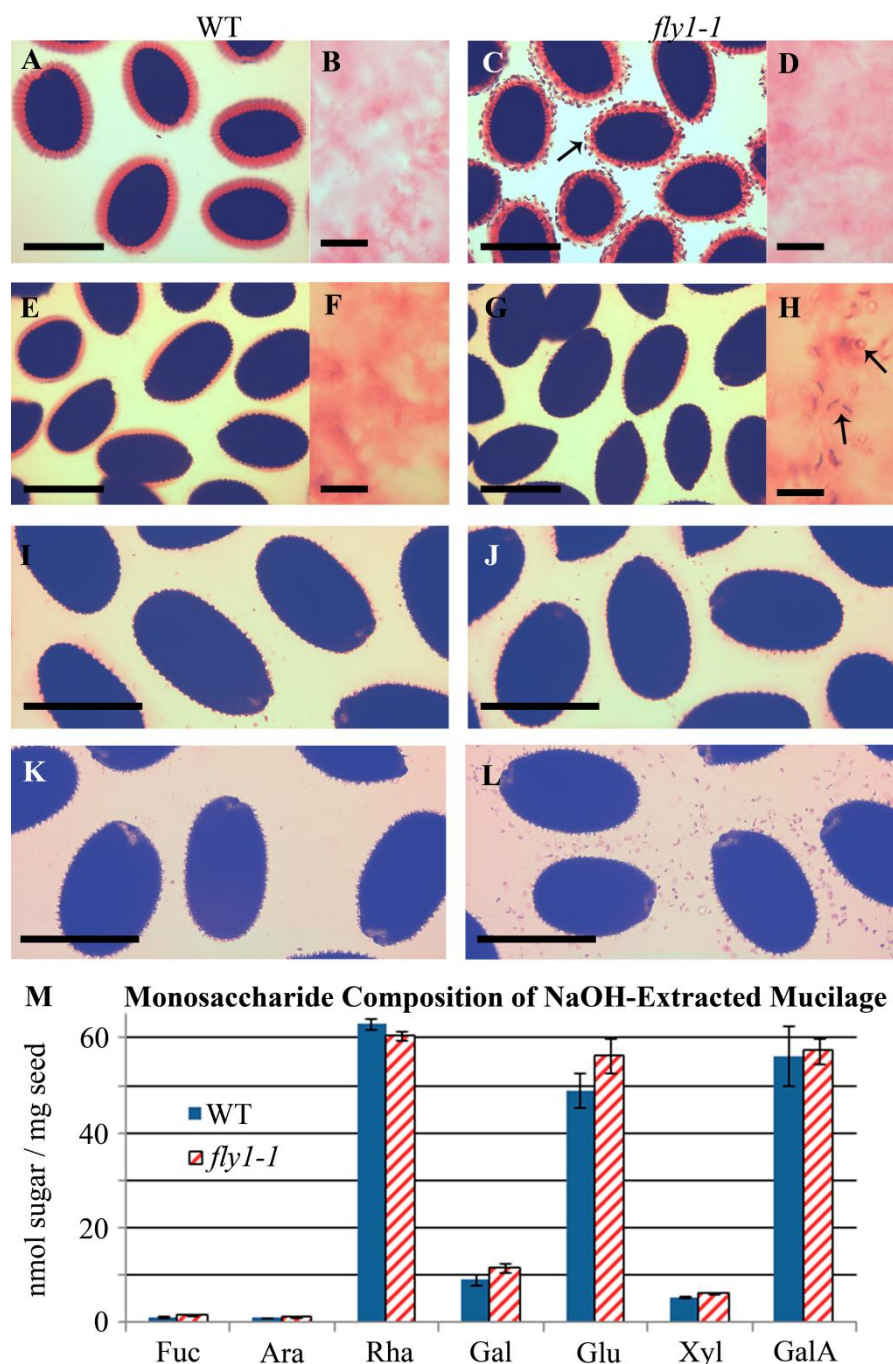 WT
fly1-1
A
B
C
D
E
F
G
H
I
J
K
L
M Monosaccharide Composition of NaOH-Extracted Mucilage
nmol sugar / mg seed
60
40
20
0
WT
fly1-1
Fuc Ara Rha Gal Glu Xyl GalA